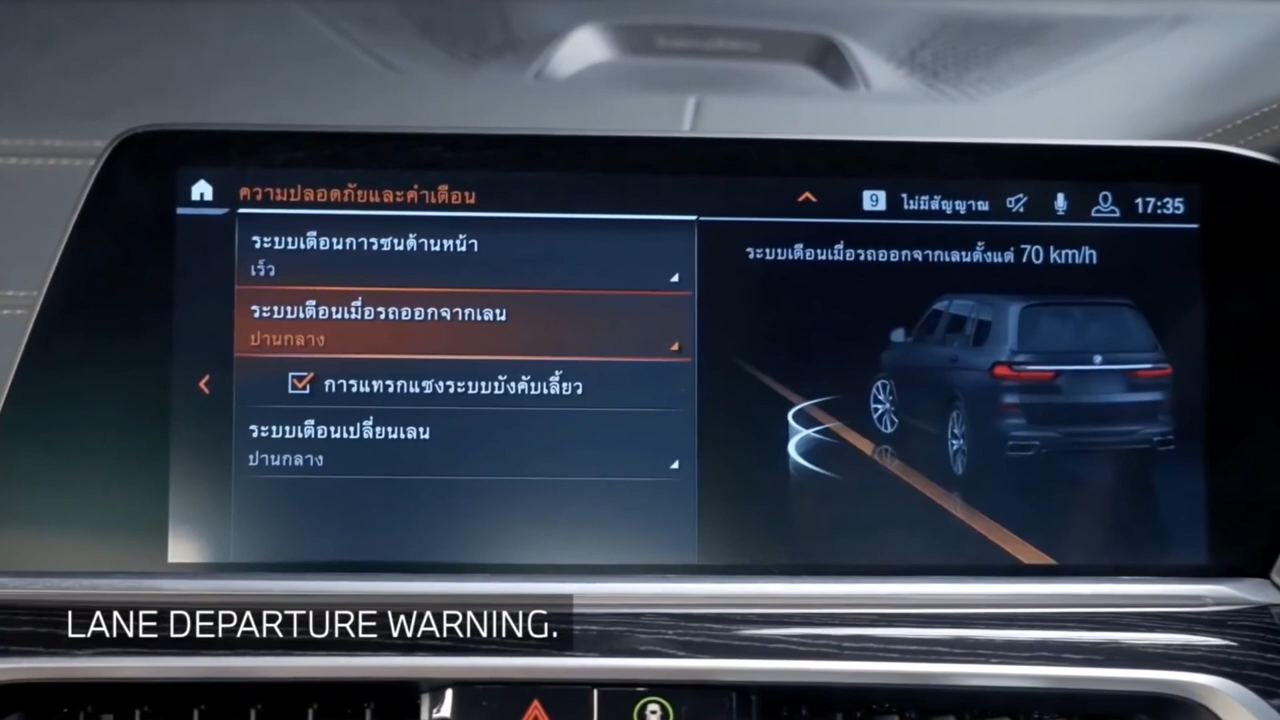 ความปลอดภัยและคำเตือน
9 ไม่มีสัญญาณ 17:35
ระบบเตือนการชนด้านหน้า
เร็ว
ระบบเตือนเมื่อรถออกจากเลน
ปานกลาง
การแทรกแซงระบบบังคับเลี้ยว
ระบบเตือนเปลี่ยนเลน
ปานกลาง
ระบบเตือนเมื่อรถออกจากเลนตั้งแต่ 70 km/h
LANE DEPARTURE WARNING.